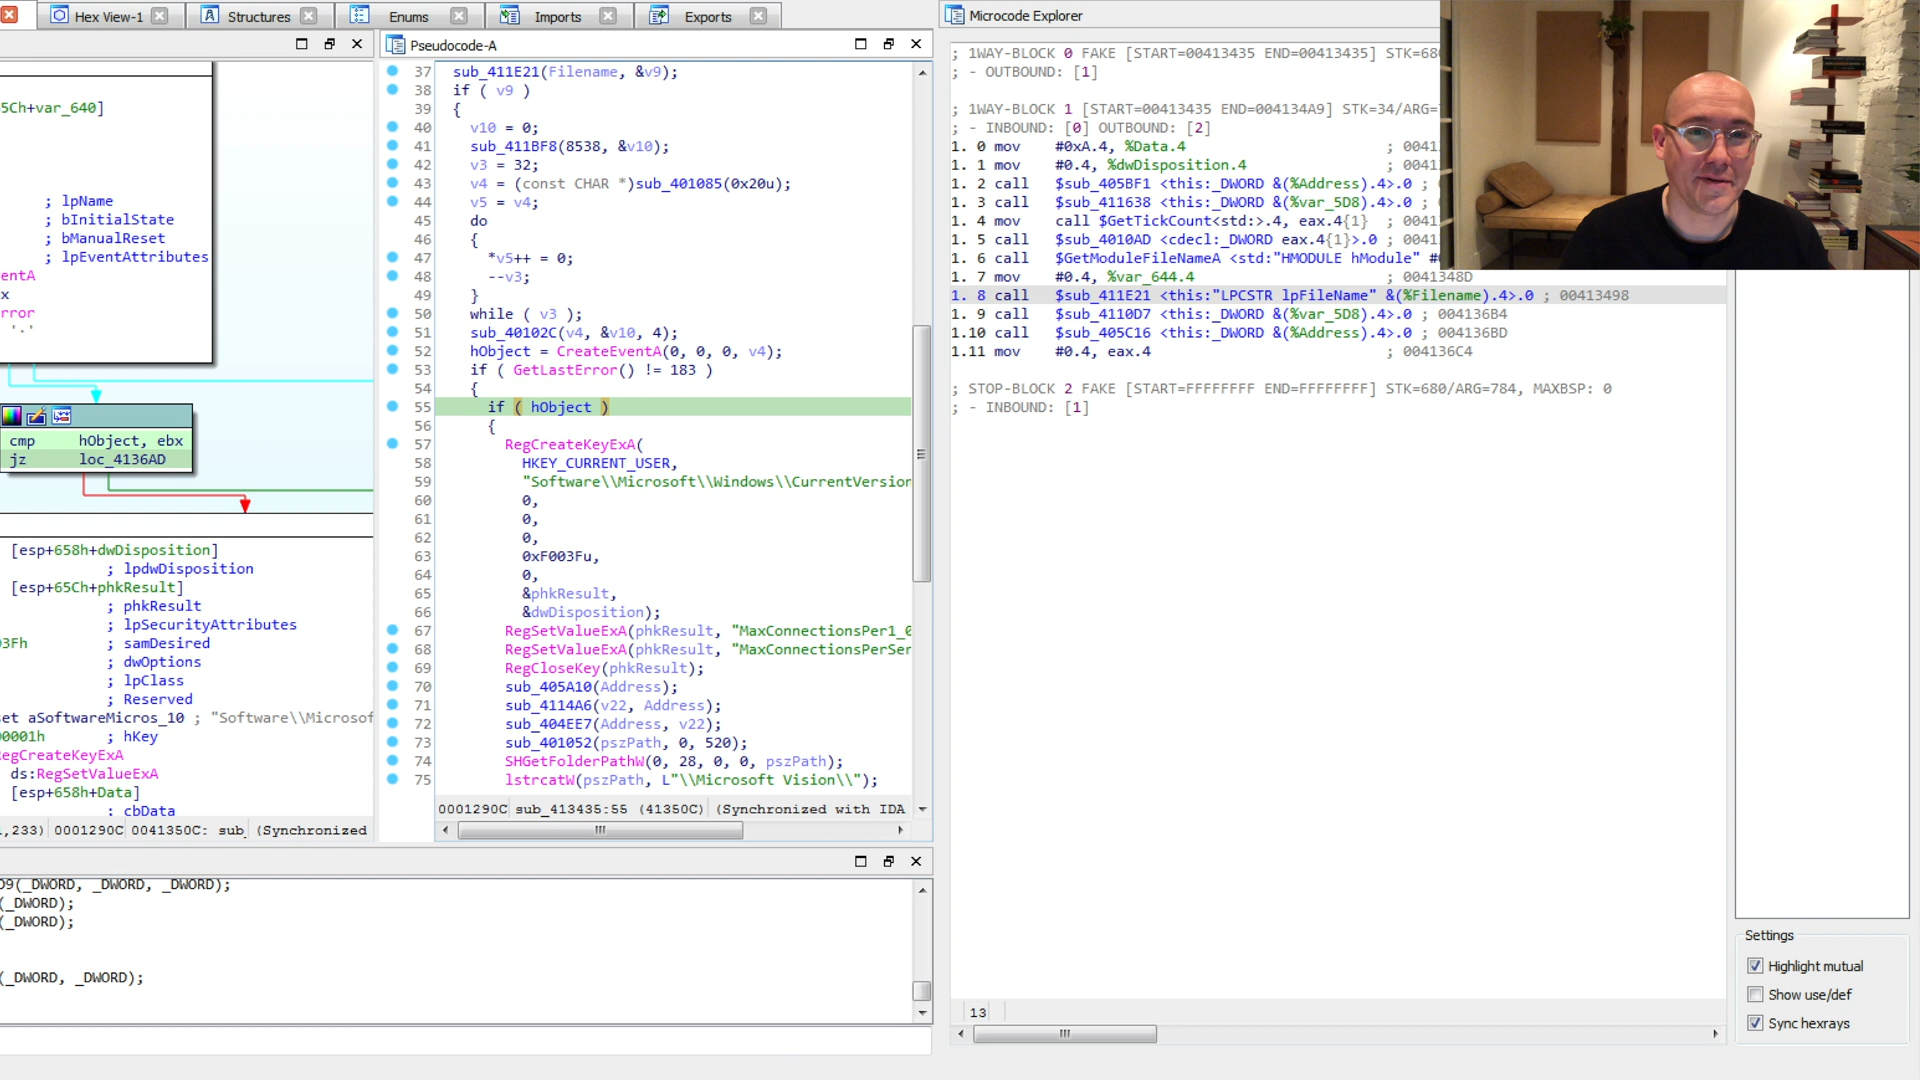 Hex View-1
Structures
Enums
Imports
Exports
Microcode Explorer
5Ch+var_640]
; lpName
; bInitialState
; bManualReset
; lpEventAttributes
entA
x
rror
'.'
cmp hObject, ebx
jz loc_4136AD
[esp+658h+dwDisposition]
; lpdwDisposition
[esp+65Ch+phkResult]
; phkResult
; lpSecurityAttributes
3Fh ; samDesired
; dwOptions
; lpClass
; Reserved
et aSoftwareMicros_10 ; "Software\\Microsof
00001h ; hKey
egCreateKeyExA
ds:RegSetValueExA
[esp+658h+Data]
; cbData
,233) 0001290C 0041350C: sub_ (Synchronized
Pseudocode-A
37 sub_411E21(Filename, &v9);
38 if ( v9 )
39 {
40 v10 = 0;
41 sub_411BF8(8538, &v10);
42 v3 = 32;
43 v4 = (const CHAR *)sub_401085(0x20u);
44 v5 = v4;
45 do
46 {
47 *v5++ = 0;
48 --v3;
49 }
50 while ( v3 );
51 sub_40102C(v4, &v10, 4);
52 hObject = CreateEventA(0, 0, 0, v4);
53 if ( GetLastError() != 183 )
54 {
55 if ( hObject )
56 {
57 RegCreateKeyExA(
58 HKEY_CURRENT_USER,
59 "Software\\Microsoft\\Windows\\CurrentVersion
60 0,
61 0,
62 0,
63 0xF003Fu,
64 0,
65 &phkResult,
66 &dwDisposition);
67 RegSetValueExA(phkResult, "MaxConnectionsPer1_0
68 RegSetValueExA(phkResult, "MaxConnectionsPerSer
69 RegCloseKey(phkResult);
70 sub_405A10(Address);
71 sub_4114A6(v22, Address);
72 sub_404EE7(Address, v22);
73 sub_401052(pszPath, 0, 520);
74 SHGetFolderPathW(0, 28, 0, 0, pszPath);
75 lstrcatW(pszPath, L"\\Microsoft Vision\\");
0001290C sub_413435:55 (41350C) (Synchronized with IDA
09(_DWORD, _DWORD, _DWORD);
(_DWORD);
(_DWORD);
(_DWORD, _DWORD);
; 1WAY-BLOCK 0 FAKE [START=00413435 END=00413435] STK=680
; - OUTBOUND: [1]
; 1WAY-BLOCK 1 [START=00413435 END=004134A9] STK=34/ARG=
; - INBOUND: [0] OUTBOUND: [2]
1. 0 mov #0xA.4, %Data.4 ; 0041
1. 1 mov #0.4, %dwDisposition.4 ; 0041
1. 2 call $sub_405BF1 <this:_DWORD &(%Address).4>.0 ;
1. 3 call $sub_411638 <this:_DWORD &(%var_5D8).4>.0 ;
1. 4 mov call $GetTickCount<std:>.4, eax.4{1} ; 0041
1. 5 call $sub_4010AD <cdecl:_DWORD eax.4{1}>.0 ; 0041
1. 6 call $GetModuleFileNameA <std:"HMODULE hModule" #0
1. 7 mov #0.4, %var_644.4 ; 0041348D
1. 8 call $sub_411E21 <this:"LPCSTR lpFileName" &(%Filename).4>.0 ; 00413498
1. 9 call $sub_4110D7 <this:_DWORD &(%var_5D8).4>.0 ; 004136B4
1.10 call $sub_405C16 <this:_DWORD &(%Address).4>.0 ; 004136BD
1.11 mov #0.4, eax.4 ; 004136C4
; STOP-BLOCK 2 FAKE [START=FFFFFFFF END=FFFFFFFF] STK=680/ARG=784, MAXBSP: 0
; - INBOUND: [1]
13
Settings
Highlight mutual
Show use/def
Sync hexrays